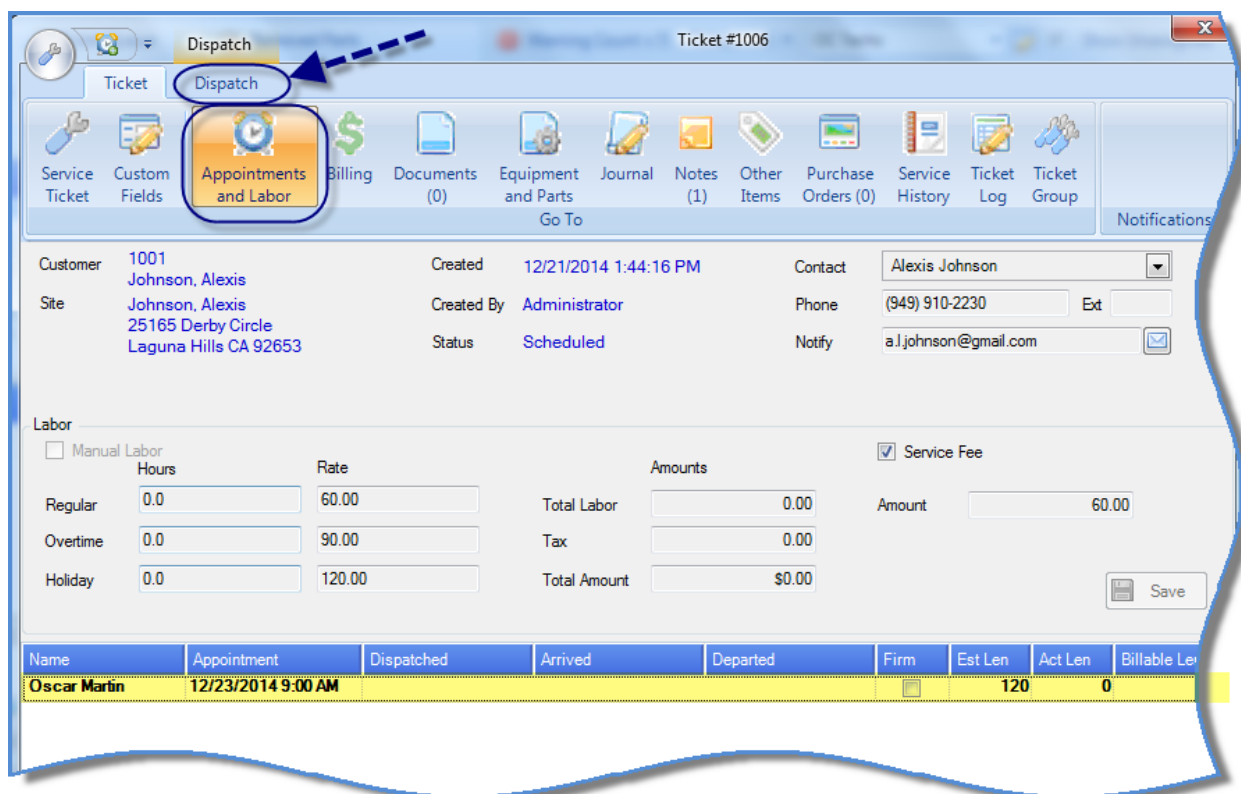 Dispatch
Ticket #1006
X
Ticket
Dispatch
Service Ticket
Custom Fields
Appointments and Labor
Billing
Documents (0)
Equipment and Parts
Journal
Notes (1)
Other Items
Purchase Orders (0)
Service History
Ticket Log
Ticket Group
Go To
Notifications
Customer
1001
Johnson, Alexis
Site
Johnson, Alexis
25165 Derby Circle
Laguna Hills CA 92653
Created
12/21/2014 1:44:16 PM
Created By
Administrator
Status
Scheduled
Contact
Alexis Johnson
Phone
(949) 910-2230
Ext
Notify
a.l.johnson@gmail.com
Labor
Manual Labor
Hours
Rate
Amounts
Service Fee
Regular
0.0
60.00
Total Labor
0.00
Amount
60.00
Overtime
0.0
90.00
Tax
0.00
Holiday
0.0
120.00
Total Amount
$0.00
Save
Name
Appointment
Dispatched
Arrived
Departed
Firm
Est Len
Act Len
Billable
Oscar Martin
12/23/2014 9:00 AM
120
0